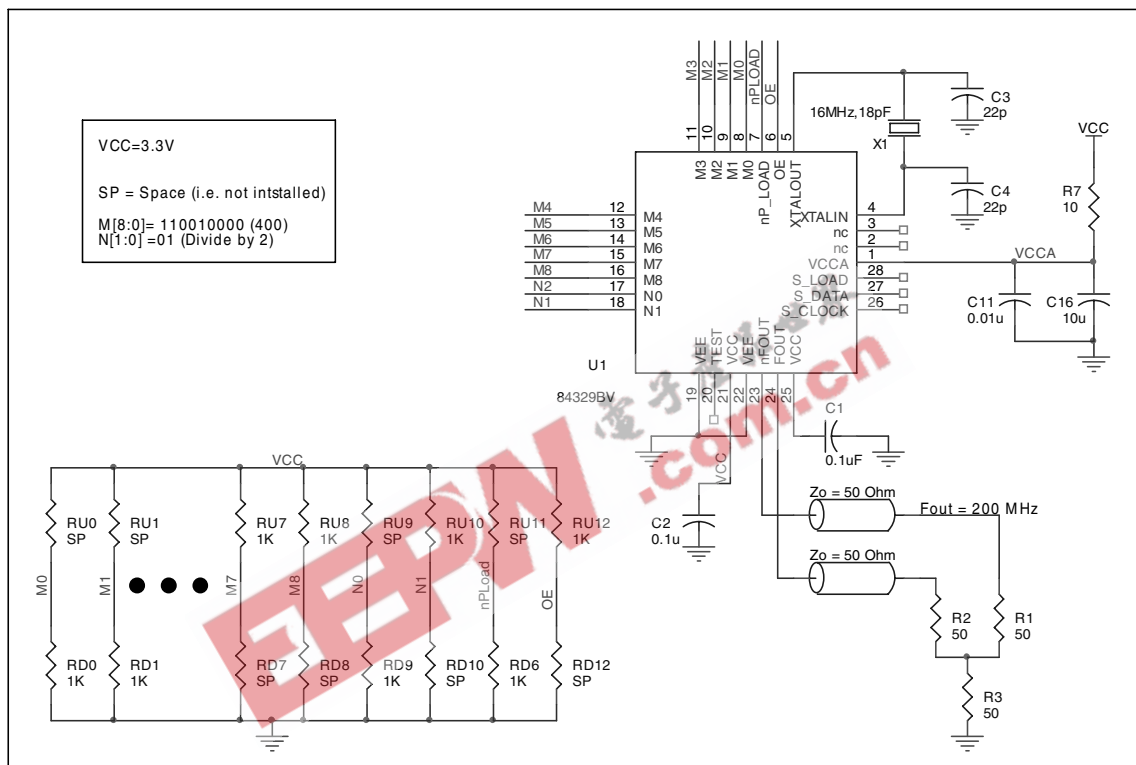 VCC=3.3V
SP = Space (i.e. not intstalled)
M[8:0]= 110010000 (400)
N[1:0] =01 (Divide by 2)
M3
M2
M1
M0
nPLOAD
OE
11
10
9
8
7
6
5
M3
M2
M1
M0
nP_LOAD
OE
XTALOUT
16MHz,18pF
X1
C3
22p
C4
22p
VCC
R7
10
VCCA
C11
0.01u
C16
10u
M4 12 M4
M5 13 M5
M6 14 M6
M7 15 M7
M8 16 M8
N2 17 N0
N1 18 N1
XTALIN 4
nc 3
nc 2
VCCA 1
S_LOAD 28
S_DATA 27
S_CLOCK 26
VEE
TEST
VCC
VEE
nFOUT
FOUT
VCC
19
20
21
22
23
24
25
U1
84329BV
C1
0.1uF
VCC
C2
0.1u
Zo = 50 Ohm
Fout = 200 MHz
Zo = 50 Ohm
R2
50
R1
50
R3
50
VCC
RU0
SP
RU1
SP
RU7
1K
RU8
1K
RU9
SP
RU10
1K
RU11
SP
RU12
1K
M0
M1
M7
M8
N0
N1
nPLoad
OE
RD0
1K
RD1
1K
RD7
SP
RD8
SP
RD9
1K
RD10
SP
RD6
1K
RD12
SP
EEPW.com.cn
電子產品世界